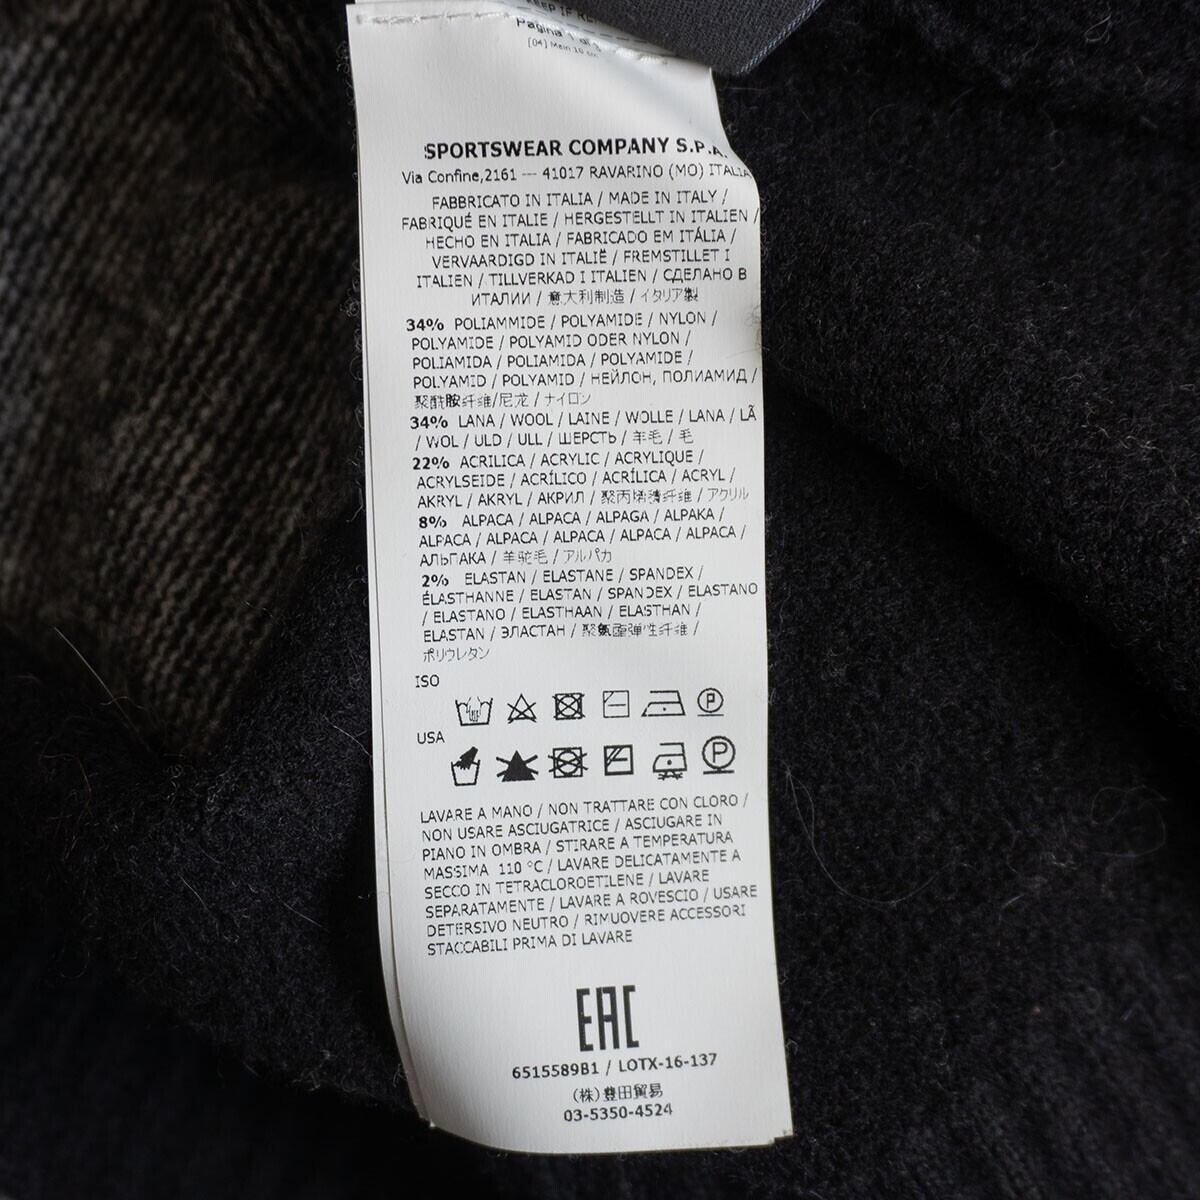 KEEP IF RE
Pagina 1 di
SPORTSWEAR COMPANY S.P.A.
Via Confine,2161 --- 41017 RAVARINO (MO) ITALIA
FABBRICATO IN ITALIA / MADE IN ITALY /
FABRIQUÉ EN ITALIE / HERGESTELLT IN ITALIEN /
HECHO EN ITALIA / FABRICADO EM ITÁLIA /
VERVAARDIGD IN ITALIË / FREMSTILLET I
ITALIEN / TILLVERKAD I ITALIEN / СДЕЛАНО В
ИТАЛИИ / 意大利制造 / イタリア製
34% POLIAMMIDE / POLYAMIDE / NYLON /
POLYAMIDE / POLYAMID ODER NYLON /
POLIAMIDA / POLIAMIDA / POLYAMIDE /
POLYAMID / POLYAMID / НЕЙЛОН, ПОЛИАМИД /
聚酰胺纤维/尼龙 / ナイロン
34% LANA / WOOL / LAINE / WOLLE / LANA / LÃ
/ WOL / ULD / ULL / ШЕРСТЬ / 羊毛 / 毛
22% ACRILICA / ACRYLIC / ACRYLIQUE /
ACRYLSEIDE / ACRÍLICO / ACRÍLICA / ACRYL /
AKRYL / AKRYL / АКРИЛ / 聚丙烯腈纤维 / アクリル
8% ALPACA / ALPACA / ALPAGA / ALPAKA /
ALPACA / ALPACA / ALPACA / ALPACA / ALPACA /
АЛЬПАКА / 羊驼毛 / アルパカ
2% ELASTAN / ELASTANE / SPANDEX /
ÉLASTHANNE / ELASTAN / SPANDEX / ELASTANO
/ ELASTANO / ELASTHAAN / ELASTHAN /
ELASTAN / ЭЛАСТАН / 聚氨酯弹性纤维 /
ポリウレタン
ISO
P
USA
P
LAVARE A MANO / NON TRATTARE CON CLORO /
NON USARE ASCIUGATRICE / ASCIUGARE IN
PIANO IN OMBRA / STIRARE A TEMPERATURA
MASSIMA 110 °C / LAVARE DELICATAMENTE A
SECCO IN TETRACLOROETILENE / LAVARE
SEPARATAMENTE / LAVARE A ROVESCIO / USARE
DETERSIVO NEUTRO / RIMUOVERE ACCESSORI
STACCABILI PRIMA DI LAVARE
EAC
6515589B1 / LOTX-16-137
(株) 豊田貿易
03-5350-4524